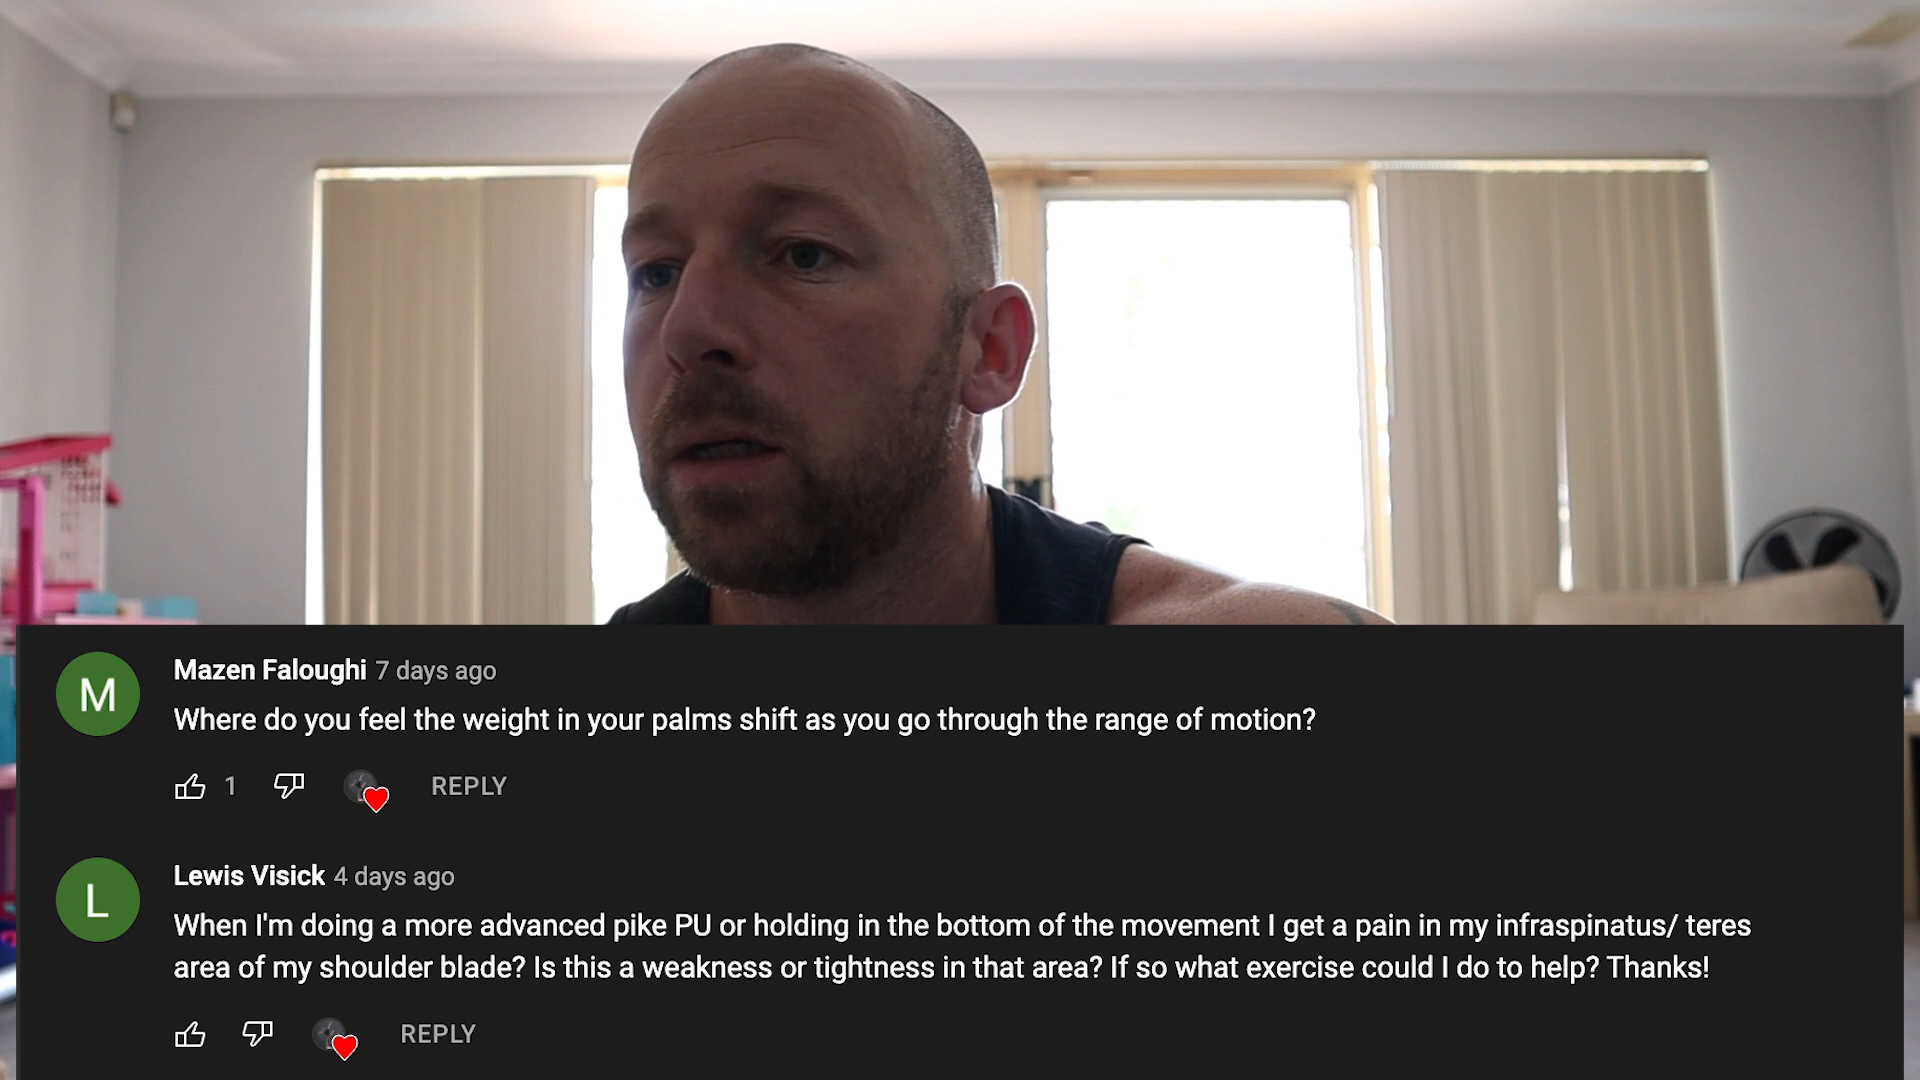 M
Mazen Faloughi 7 days ago
Where do you feel the weight in your palms shift as you go through the range of motion?
1
REPLY
L
Lewis Visick 4 days ago
When I'm doing a more advanced pike PU or holding in the bottom of the movement I get a pain in my infraspinatus/ teres
area of my shoulder blade? Is this a weakness or tightness in that area? If so what exercise could I do to help? Thanks!
REPLY